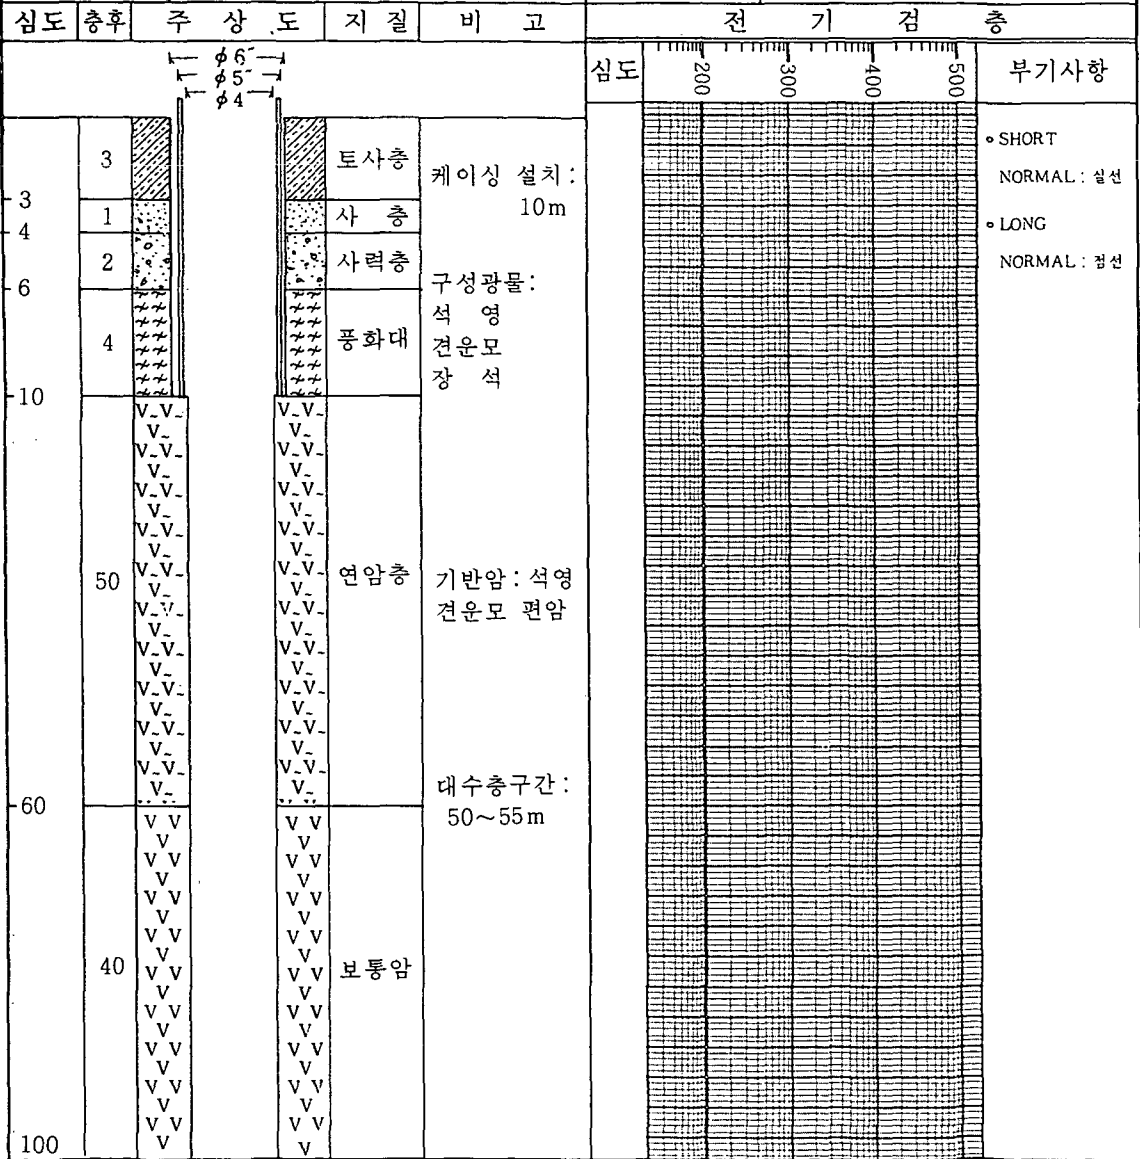 심도 층후 주 상 도 지 질 비 고 전 기 검 층
φ 6″
φ 5″
φ 4
심도 200 300 400 500 부기사항
3 토사층 케이싱 설치:
10m
3
1 사 층
4
2 사력층
6
구성광물:
석 영
견운모
장 석
4 풍화대
10
50 연암층 기반암: 석영
견운모 편암
대수층구간:
50~55m
60
40 보통암
100
SHORT
NORMAL: 실선
LONG
NORMAL: 점선